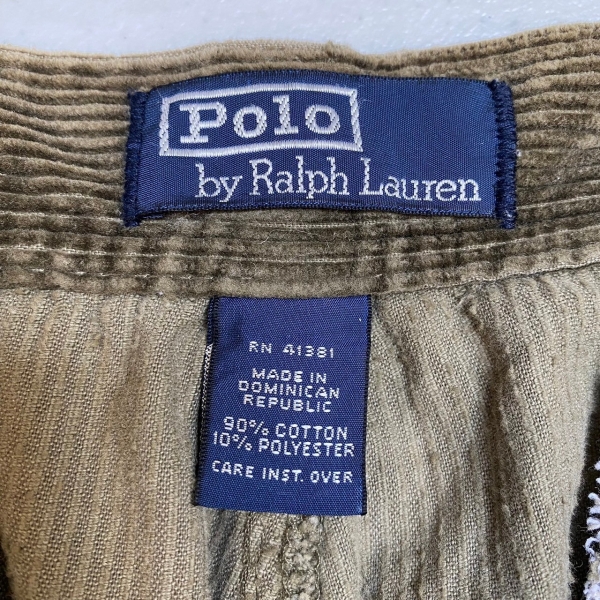 Polo
by Ralph Lauren
RN 41381
MADE IN
DOMINICAN
REPUBLIC
90% COTTON
10% POLYESTER
CARE INST. OVER